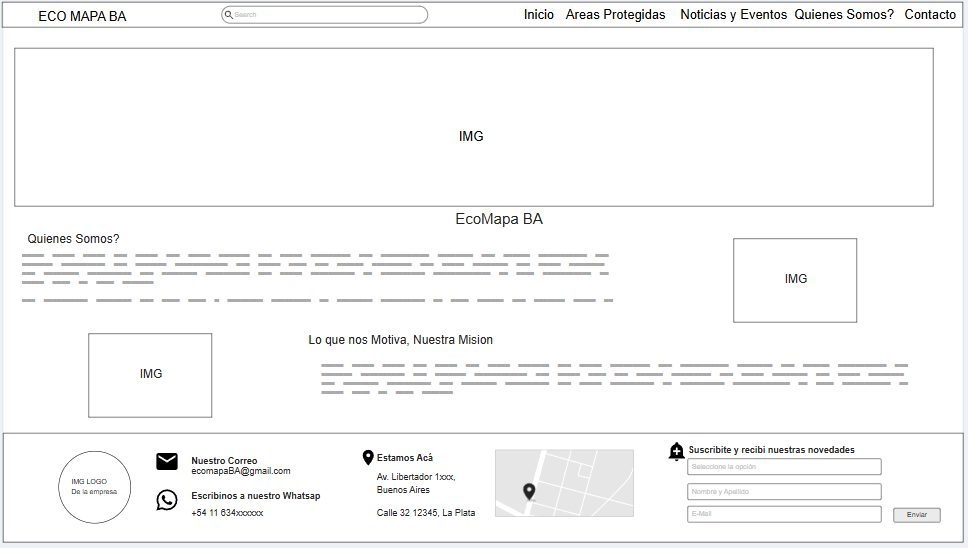 ECO MAPA BA
Search
Inicio
Areas Protegidas
Noticias y Eventos
Quienes Somos?
Contacto
IMG
EcoMapa BA
Quienes Somos?
IMG
Lo que nos Motiva, Nuestra Mision
IMG
IMG LOGO
De la empresa
Nuestro Correo
ecomapaBA@gmail.com
Escribinos a nuestro Whatsap
+54 11 634xxxxxx
Estamos Acá
Av. Libertador 1xxx,
Buenos Aires
Calle 32 12345, La Plata
Suscribite y recibi nuestras novedades
Seleccione la opción
Nombre y Apellido
E-Mail
Enviar